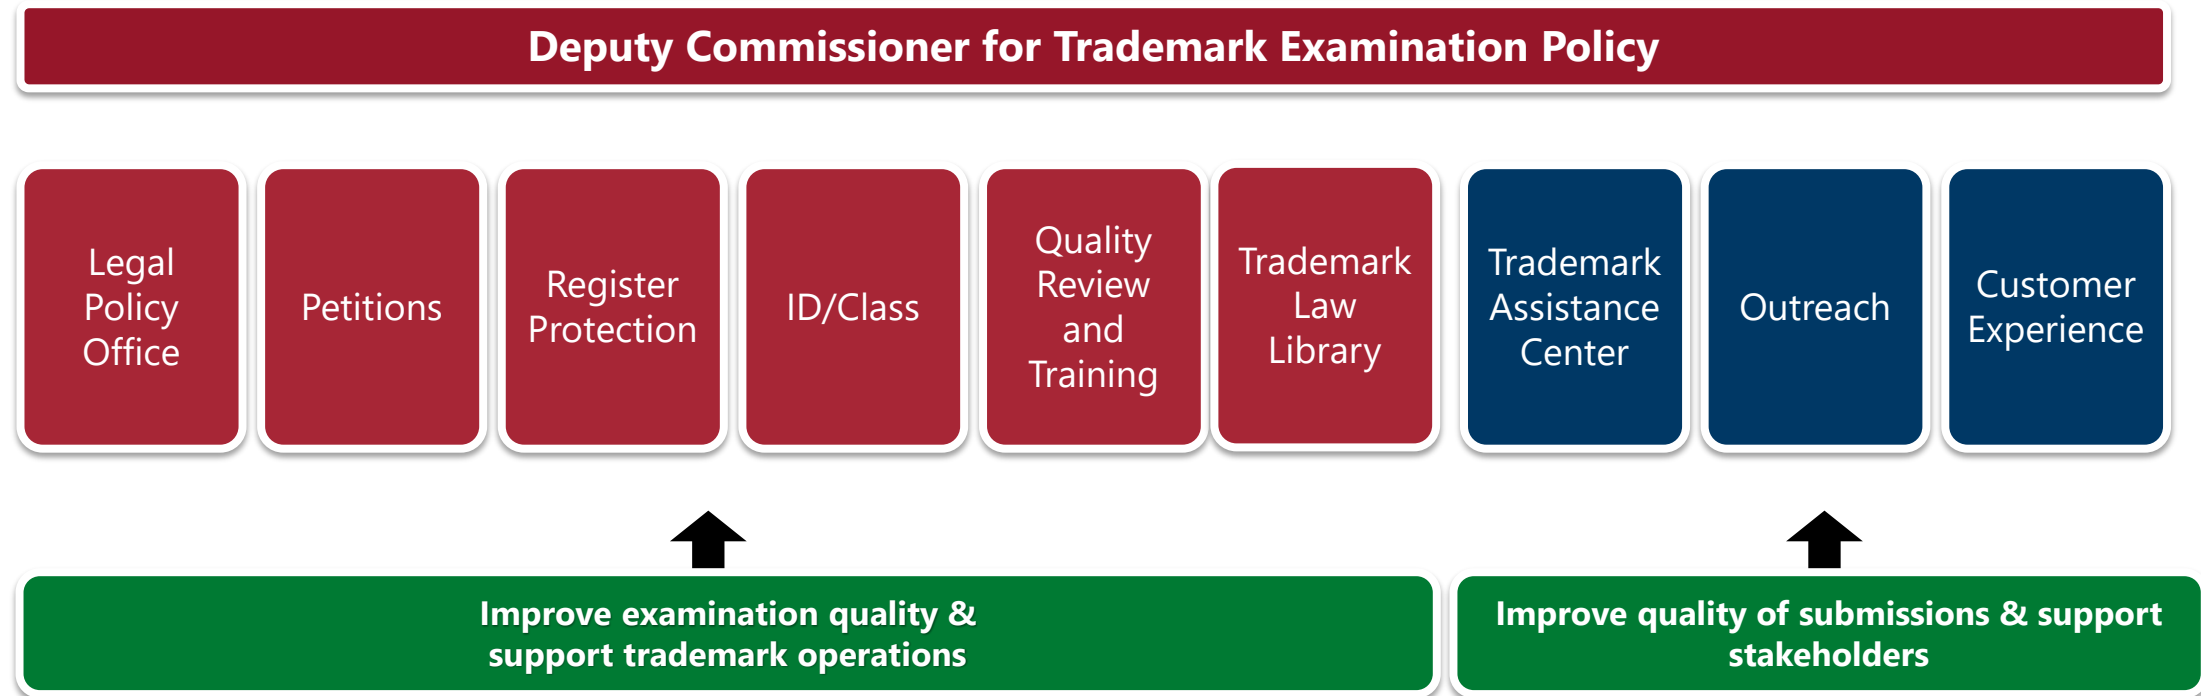 Deputy Commissioner for Trademark Examination Policy
Legal
Policy
Office
Petitions
Register
Protection
ID/Class
Quality
Review
and
Training
Trademark
Law
Library
Trademark
Assistance
Center
Outreach
Customer
Experience
Improve examination quality &
support trademark operations
Improve quality of submissions & support
stakeholders